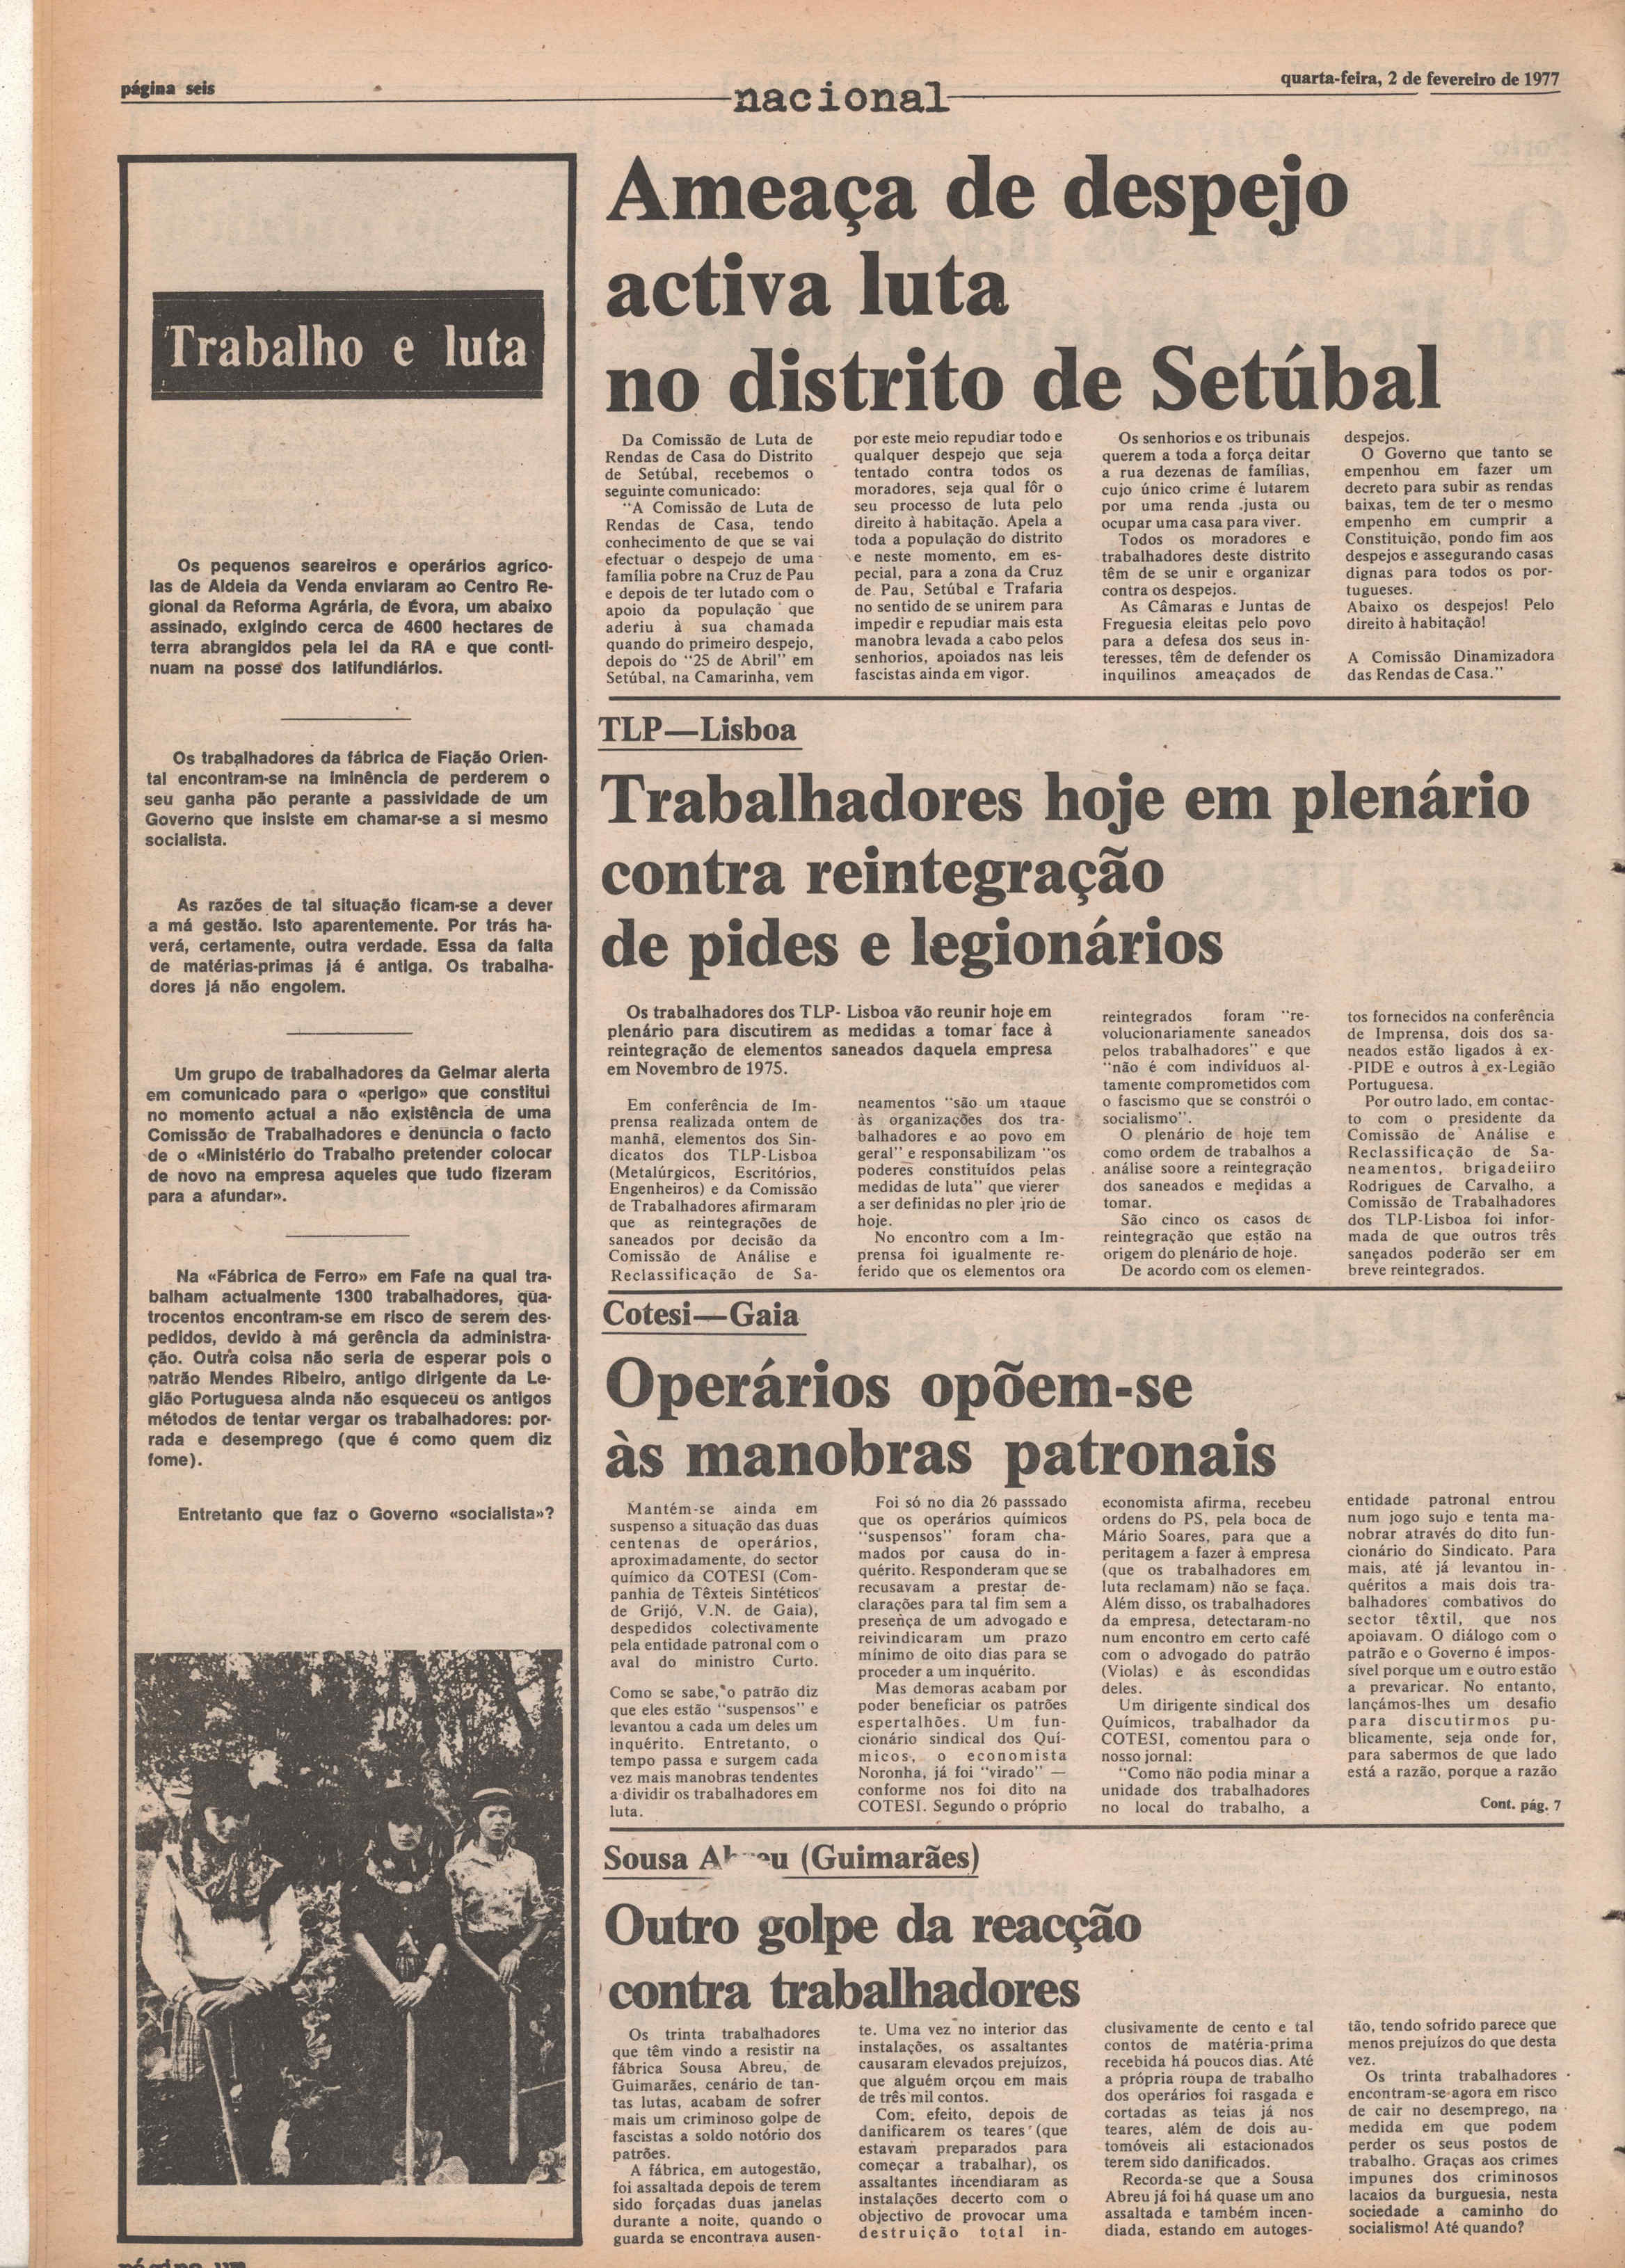 página seis
nacional
quarta-feira, 2 de fevereiro de 1977
Trabalho e luta
Os pequenos seareiros e operários agríco-
las de Aldeia da Venda enviaram ao Centro Re-
gional da Reforma Agrária, de Évora, um abaixo
assinado, exigindo cerca de 4600 hectares de
terra abrangidos pela lei da RA e que conti-
nuam na posse dos latifundiários.
Os trabalhadores da fábrica de Fiação Orien-
tal encontram-se na iminência de perderem o
seu ganha pão perante a passividade de um
Governo que insiste em chamar-se a si mesmo
socialista.
As razões de tal situação ficam-se a dever
a má gestão. Isto aparentemente. Por trás ha-
verá, certamente, outra verdade. Essa da falta
de matérias-primas já é antiga. Os trabalha-
dores já não engolem.
Um grupo de trabalhadores da Gelmar alerta
em comunicado para o «perigo» que constitui
no momento actual a não existência de uma
Comissão de Trabalhadores e denúncia o facto
de o «Ministério do Trabalho pretender colocar
de novo na empresa aqueles que tudo fizeram
para a afundar».
Na «Fábrica de Ferro» em Fafe na qual tra-
balham actualmente 1300 trabalhadores, qua-
trocentos encontram-se em risco de serem des-
pedidos, devido à má gerência da administra-
ção. Outra coisa não seria de esperar pois o
patrão Mendes Ribeiro, antigo dirigente da Le-
gião Portuguesa ainda não esqueceu os antigos
métodos de tentar vergar os trabalhadores: por-
rada e desemprego (que é como quem diz
fome).
Entretanto que faz o Governo «socialista»?
Ameaça de despejo
activa luta
no distrito de Setúbal
Da Comissão de Luta de
Rendas de Casa do Distrito
de Setúbal, recebemos o
seguinte comunicado:
"A Comissão de Luta de
Rendas de Casa, tendo
conhecimento de que se vai
efectuar o despejo de uma
família pobre na Cruz de Pau
e depois de ter lutado com o
apoio da população que
aderiu à sua chamada
quando do primeiro despejo,
depois do "25 de Abril" em
Setúbal, na Camarinha, vem
por este meio repudiar todo e
qualquer despejo que seja
tentado contra todos os
moradores, seja qual fôr o
seu processo de luta pelo
direito à habitação. Apela a
toda a população do distrito
e neste momento, em es-
pecial, para a zona da Cruz
de Pau, Setúbal e Trafaria
no sentido de se unirem para
impedir e repudiar mais esta
manobra levada a cabo pelos
senhorios, apoiados nas leis
fascistas ainda em vigor.
Os senhorios e os tribunais
querem a toda a força deitar
a rua dezenas de famílias,
cujo único crime é lutarem
por uma renda justa ou
ocupar uma casa para viver.
Todos os moradores e
trabalhadores deste distrito
têm de se unir e organizar
contra os despejos.
As Câmaras e Juntas de
Freguesia eleitas pelo povo
para a defesa dos seus in-
teresses, têm de defender os
inquilinos ameaçados de
despejos.
O Governo que tanto se
empenhou em fazer um
decreto para subir as rendas
baixas, tem de ter o mesmo
empenho em cumprir a
Constituição, pondo fim aos
despejos e assegurando casas
dignas para todos os por-
tugueses.
Abaixo os despejos! Pelo
direito à habitação!
A Comissão Dinamizadora
das Rendas de Casa."
TLP—Lisboa
Trabalhadores hoje em plenário
contra reintegração
de pides e legionários
Os trabalhadores dos TLP- Lisboa vão reunir hoje em
plenário para discutirem as medidas a tomar face à
reintegração de elementos saneados daquela empresa
em Novembro de 1975.
Em conferência de Im-
prensa realizada ontem de
manhã, elementos dos Sin-
dicatos dos TLP-Lisboa
(Metalúrgicos, Escritórios,
Engenheiros) e da Comissão
de Trabalhadores afirmaram
que as reintegrações de
saneados por decisão da
Comissão de Análise e
Reclassificação de Sa-
neamentos "são um ataque
às organizações dos tra-
balhadores e ao povo em
geral" e responsabilizam "os
poderes constituídos pelas
medidas de luta" que vierer
a ser definidas no plenário de
hoje.
No encontro com a Im-
prensa foi igualmente re-
ferido que os elementos ora
reintegrados foram "re-
volucionariamente saneados
pelos trabalhadores" e que
"não é com indivíduos al-
tamente comprometidos com
o fascismo que se constrói o
socialismo".
O plenário de hoje tem
como ordem de trabalhos a
análise soore a reintegração
dos saneados e medidas a
tomar.
São cinco os casos de
reintegração que estão na
origem do plenário de hoje.
De acordo com os elemen-
tos fornecidos na conferência
de Imprensa, dois dos sa-
neados estão ligados à ex-
-PIDE e outros à ex-Legião
Portuguesa.
Por outro lado, em contac-
to com o presidente da
Comissão de Análise e
Reclassificação de Sa-
neamentos, brigadeiiro
Rodrigues de Carvalho, a
Comissão de Trabalhadores
dos TLP-Lisboa foi infor-
mada de que outros três
sançados poderão ser em
breve reintegrados.
Cotesi—Gaia
Operários opõem-se
às manobras patronais
Mantém-se ainda em
suspenso a situação das duas
centenas de operários,
aproximadamente, do sector
químico da COTESI (Com-
panhia de Têxteis Sintéticos
de Grijó, V.N. de Gaia),
despedidos colectivamente
pela entidade patronal com o
aval do ministro Curto.
Como se sabe, o patrão diz
que eles estão "suspensos" e
levantou a cada um deles um
inquérito. Entretanto, o
tempo passa e surgem cada
vez mais manobras tendentes
a dividir os trabalhadores em
luta.
Foi só no dia 26 passsado
que os operários químicos
"suspensos" foram cha-
mados por causa do in-
quérito. Responderam que se
recusavam a prestar de-
clarações para tal fim sem a
presença de um advogado e
reivindicaram um prazo
mínimo de oito dias para se
proceder a um inquérito.
Mas demoras acabam por
poder beneficiar os patrões
espertalhões. Um fun-
cionário sindical dos Quí-
micos, o economista
Noronha, já foi "virado" —
conforme nos foi dito na
COTESI. Segundo o próprio
economista afirma, recebeu
ordens do PS, pela boca de
Mário Soares, para que a
peritagem a fazer à empresa
(que os trabalhadores em
luta reclamam) não se faça.
Além disso, os trabalhadores
da empresa, detectaram-no
num encontro em certo café
com o advogado do patrão
(Violas) e às escondidas
deles.
Um dirigente sindical dos
Químicos, trabalhador da
COTESI, comentou para o
nosso jornal:
"Como não podia minar a
unidade dos trabalhadores
no local do trabalho, a
entidade patronal entrou
num jogo sujo e tenta ma-
nobrar através do dito fun-
cionário do Sindicato. Para
mais, até já levantou in-
quéritos a mais dois tra-
balhadores combativos do
sector têxtil, que nos
apoiavam. O diálogo com o
patrão e o Governo é impos-
sível porque um e outro estão
a prevaricar. No entanto,
lançámos-lhes um desafio
para discutirmos pu-
blicamente, seja onde for,
para sabermos de que lado
está a razão, porque a razão
Cont. pág. 7
Sousa Abreu (Guimarães)
Outro golpe da reacção
contra trabalhadores
Os trinta trabalhadores
que têm vindo a resistir na
fábrica Sousa Abreu, de
Guimarães, cenário de tan-
tas lutas, acabam de sofrer
mais um criminoso golpe de
fascistas a soldo notório dos
patrões.
A fábrica, em autogestão,
foi assaltada depois de terem
sido forçadas duas janelas
durante a noite, quando o
guarda se encontrava ausen-
te. Uma vez no interior das
instalações, os assaltantes
causaram elevados prejuízos,
que alguém orçou em mais
de três mil contos.
Com efeito, depois de
danificarem os teares (que
estavam preparados para
começar a trabalhar), os
assaltantes incendiaram as
instalações decerto com o
objectivo de provocar uma
destruição total in-
clusivamente de cento e tal
contos de matéria-prima
recebida há poucos dias. Até
a própria roupa de trabalho
dos operários foi rasgada e
cortadas as teias já nos
teares, além de dois au-
tomóveis ali estacionados
terem sido danificados.
Recorda-se que a Sousa
Abreu já foi há quase um ano
assaltada e também incen-
diada, estando em autoges-
tão, tendo sofrido parece que
menos prejuízos do que desta
vez.
Os trinta trabalhadores
encontram-se agora em risco
de cair no desemprego, na
medida em que podem
perder os seus postos de
trabalho. Graças aos crimes
impunes dos criminosos
lacaios da burguesia, nesta
sociedade a caminho do
socialismo! Até quando?
página um